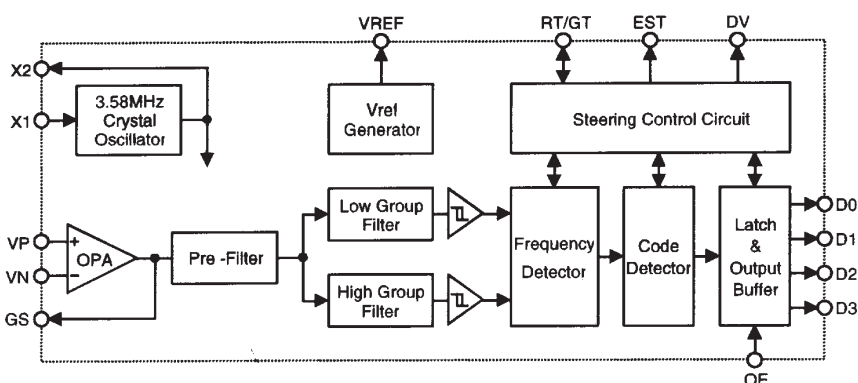 VREF
RT/GT
EST
DV
X2
3.58MHz
Crystal
Oscillator
X1
Vref
Generator
Steering Control Circuit
VP
+
OPA
VN
−
GS
Pre -Filter
Low Group
Filter
High Group
Filter
Frequency
Detector
Code
Detector
Latch
&
Output
Buffer
D0
D1
D2
D3
OE